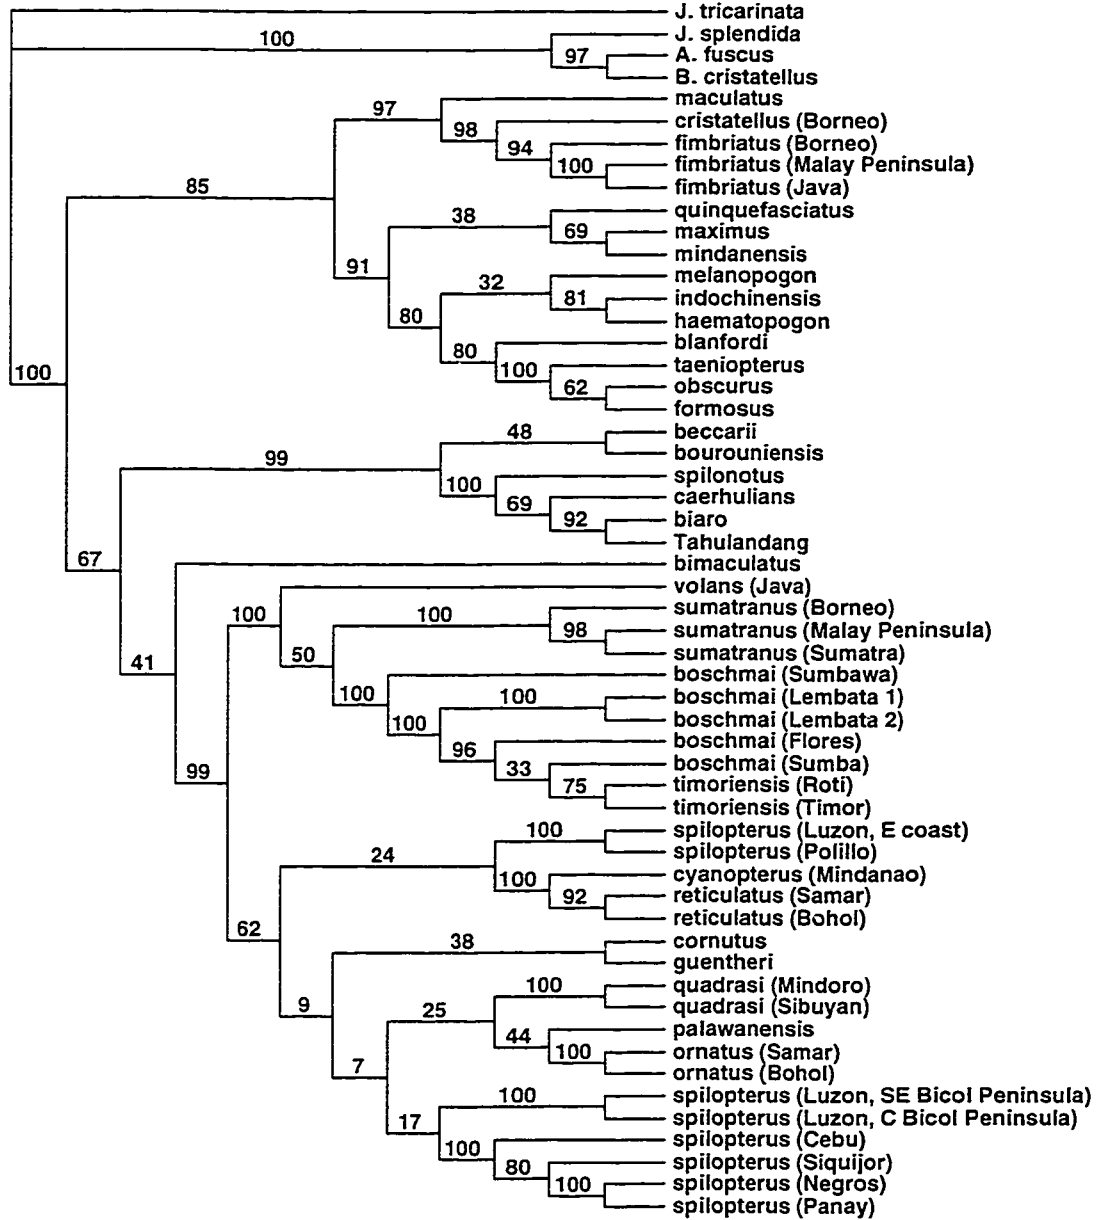 J. tricarinata
100
J. splendida
97
A. fuscus
B. cristatellus
maculatus
97
cristatellus (Borneo)
98
fimbriatus (Borneo)
94
fimbriatus (Malay Peninsula)
100
fimbriatus (Java)
85
quinquefasciatus
38
maximus
69
mindanensis
91
melanopogon
32
indochinensis
81
haematopogon
80
blanfordi
80
taeniopterus
100
obscurus
62
formosus
100
beccarii
48
bourouniensis
99
spilonotus
100
caerhulians
69
biaro
92
Tahulandang
67
bimaculatus
volans (Java)
100
sumatranus (Borneo)
100
sumatranus (Malay Peninsula)
98
sumatranus (Sumatra)
50
41
boschmai (Sumbawa)
100
boschmai (Lembata 1)
100
boschmai (Lembata 2)
100
boschmai (Flores)
96
boschmai (Sumba)
33
timoriensis (Roti)
75
timoriensis (Timor)
99
spilopterus (Luzon, E coast)
100
spilopterus (Polillo)
24
cyanopterus (Mindanao)
100
reticulatus (Samar)
92
reticulatus (Bohol)
62
cornutus
38
guentheri
9
quadrasi (Mindoro)
100
quadrasi (Sibuyan)
25
palawanensis
44
ornatus (Samar)
100
ornatus (Bohol)
7
spilopterus (Luzon, SE Bicol Peninsula)
100
spilopterus (Luzon, C Bicol Peninsula)
17
spilopterus (Cebu)
100
spilopterus (Siquijor)
80
spilopterus (Negros)
100
spilopterus (Panay)